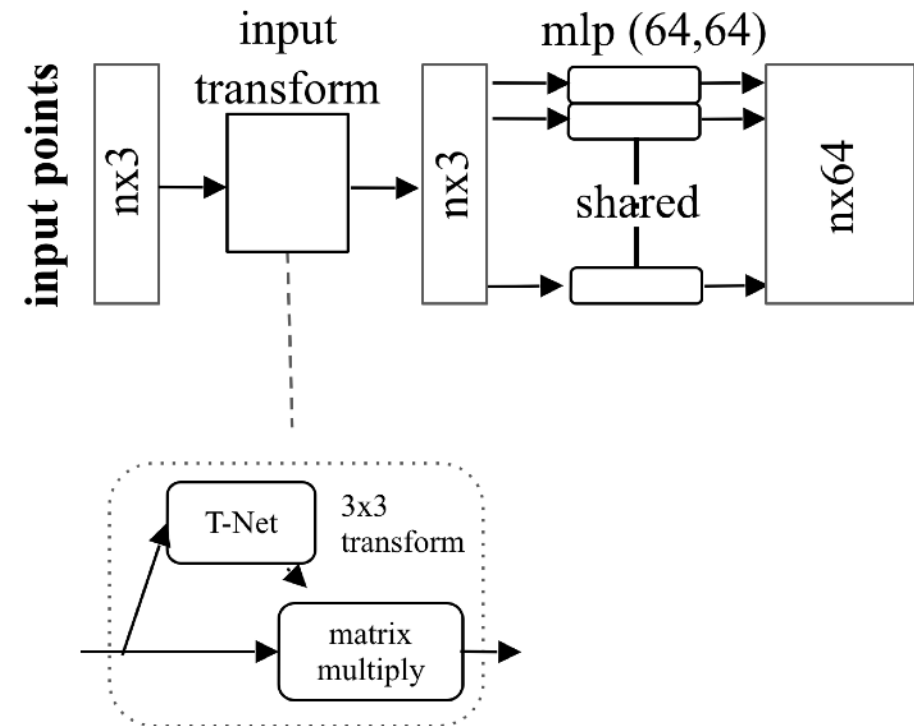 input
transform
mlp (64,64)
input points
nx3
nx3
shared
nx64
T-Net
3x3
transform
matrix
multiply